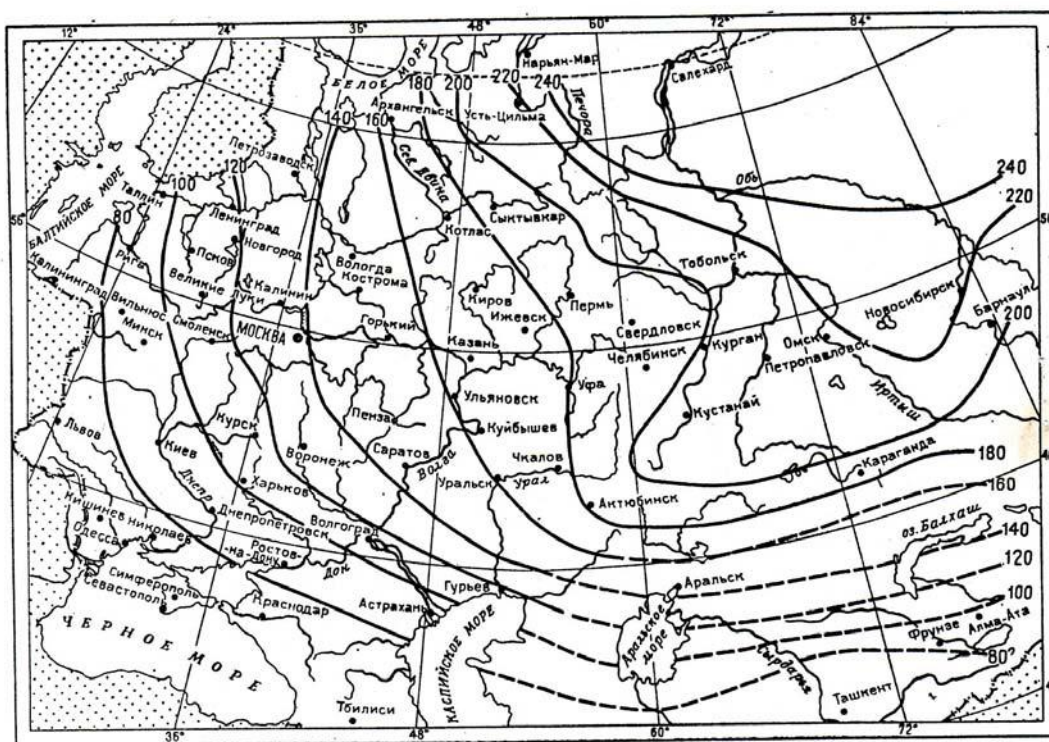 12° 24° 36° 48° 60° 72° 84°
БЕЛОЕ МОРЕ
Нарьян-Мар
Салехард
180 200 220 240
Печора
Архангельск
Усть-Цильма
140 160
Сев. Двина
Петрозаводск
БАЛТИЙСКОЕ МОРЕ
Таллин
100 120
Обь
240
220
56°
80
Ленинград
Новгород
Сыктывкар
Котлас
Рига
Псков
Вологда
Тобольск
Калининград
Великие Луки
Калинин
Кострома
Киров
Пермь
Новосибирск
Барнаул
200
Вильнюс
Смоленск
Минск
МОСКВА
Горький
Ижевск
Свердловск
Казань
Челябинск
Курган
Омск
Петропавловск
Уфа
Иртыш
Ульяновск
Кустанай
Львов
Курск
Пенза
Куйбышев
Киев
Воронеж
Саратов
Волга
Чкалов
Караганда
180
Уральск
Урал
Днепр
Харьков
Актюбинск
160
Кишинев
Николаев
Днепропетровск
Волгоград
оз. Балхаш
140
Одесса
Ростов-
-на-Дону
Дон
120
Симферополь
Гурьев
Аральск
Севастополь
Краснодар
Астрахань
100
Аральское море
Фрунзе
Алма-Ата
ЧЕРНОЕ МОРЕ
КАСПИЙСКОЕ МОРЕ
Сырдария
80?
Ташкент
Тбилиси
36° 48° 60° 72°